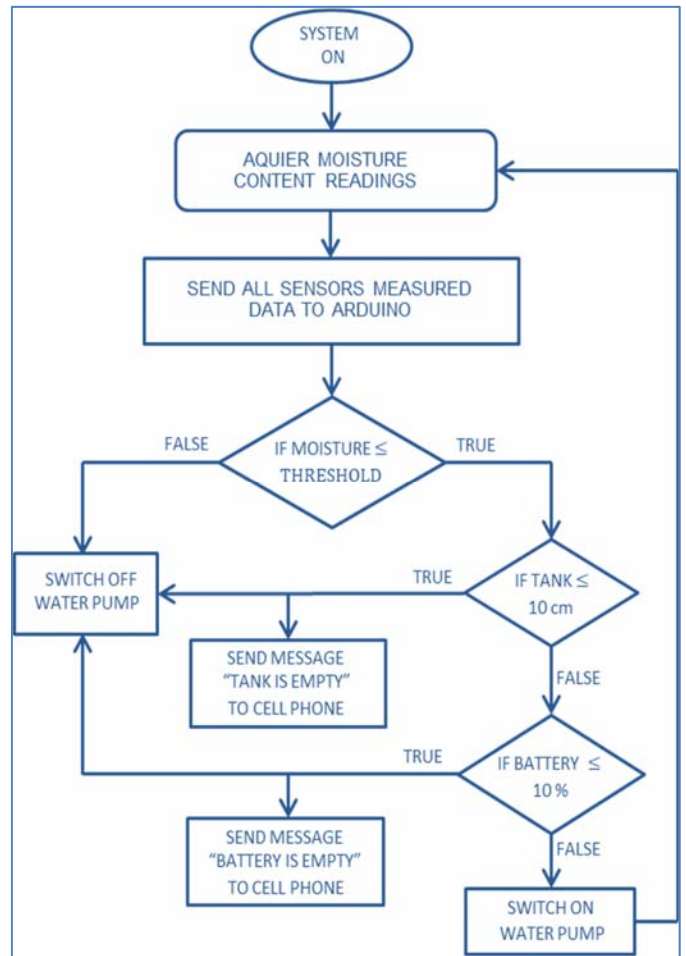 SYSTEM
ON
AQUIER MOISTURE
CONTENT READINGS
SEND ALL SENSORS MEASURED
DATA TO ARDUINO
FALSE
IF MOISTURE ≤
THRESHOLD
TRUE
SWITCH OFF
WATER PUMP
TRUE
IF TANK ≤
10 cm
SEND MESSAGE
“TANK IS EMPTY”
TO CELL PHONE
FALSE
TRUE
IF BATTERY ≤
10 %
SEND MESSAGE
“BATTERY IS EMPTY”
TO CELL PHONE
FALSE
SWITCH ON
WATER PUMP